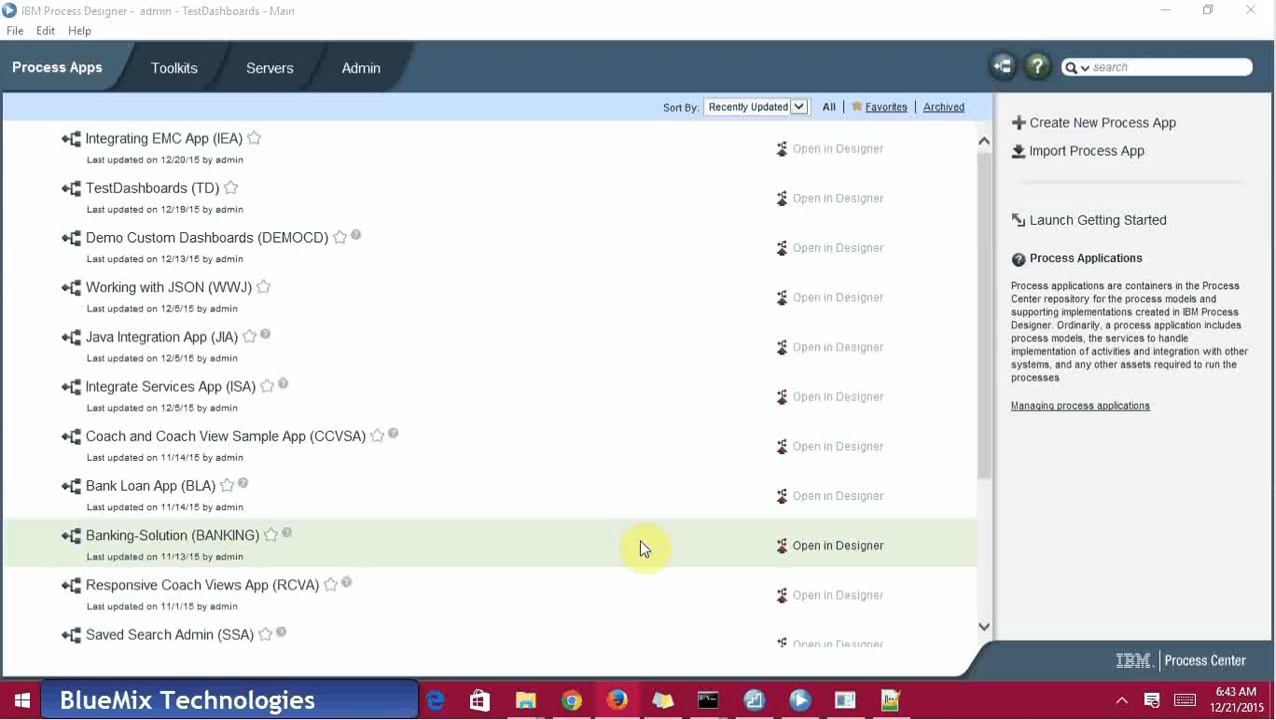 IBM Process Designer - admin - TestDashboards - Main
File Edit Help
Process Apps Toolkits Servers Admin search
Sort By: Recently Updated All | Favorites | Archived
Integrating EMC App (IEA)
Last updated on 12/20/15 by admin
Open in Designer
TestDashboards (TD)
Last updated on 12/19/15 by admin
Open in Designer
Demo Custom Dashboards (DEMOCD)
Last updated on 12/13/15 by admin
Open in Designer
Working with JSON (WWJ)
Last updated on 12/5/15 by admin
Open in Designer
Java Integration App (JIA)
Last updated on 12/5/15 by admin
Open in Designer
Integrate Services App (ISA)
Last updated on 12/5/15 by admin
Open in Designer
Coach and Coach View Sample App (CCVSA)
Last updated on 11/14/15 by admin
Open in Designer
Bank Loan App (BLA)
Last updated on 11/14/15 by admin
Open in Designer
Banking-Solution (BANKING)
Last updated on 11/13/15 by admin
Open in Designer
Responsive Coach Views App (RCVA)
Last updated on 11/1/15 by admin
Open in Designer
Saved Search Admin (SSA)
Open in Designer
Create New Process App
Import Process App
Launch Getting Started
Process Applications
Process applications are containers in the Process
Center repository for the process models and
supporting implementations created in IBM Process
Designer. Ordinarily, a process application includes
process models, the services to handle
implementation of activities and integration with other
systems, and any other assets required to run the
processes
Managing process applications
IBM. | Process Center
BlueMix Technologies
6:43 AM
12/21/2015